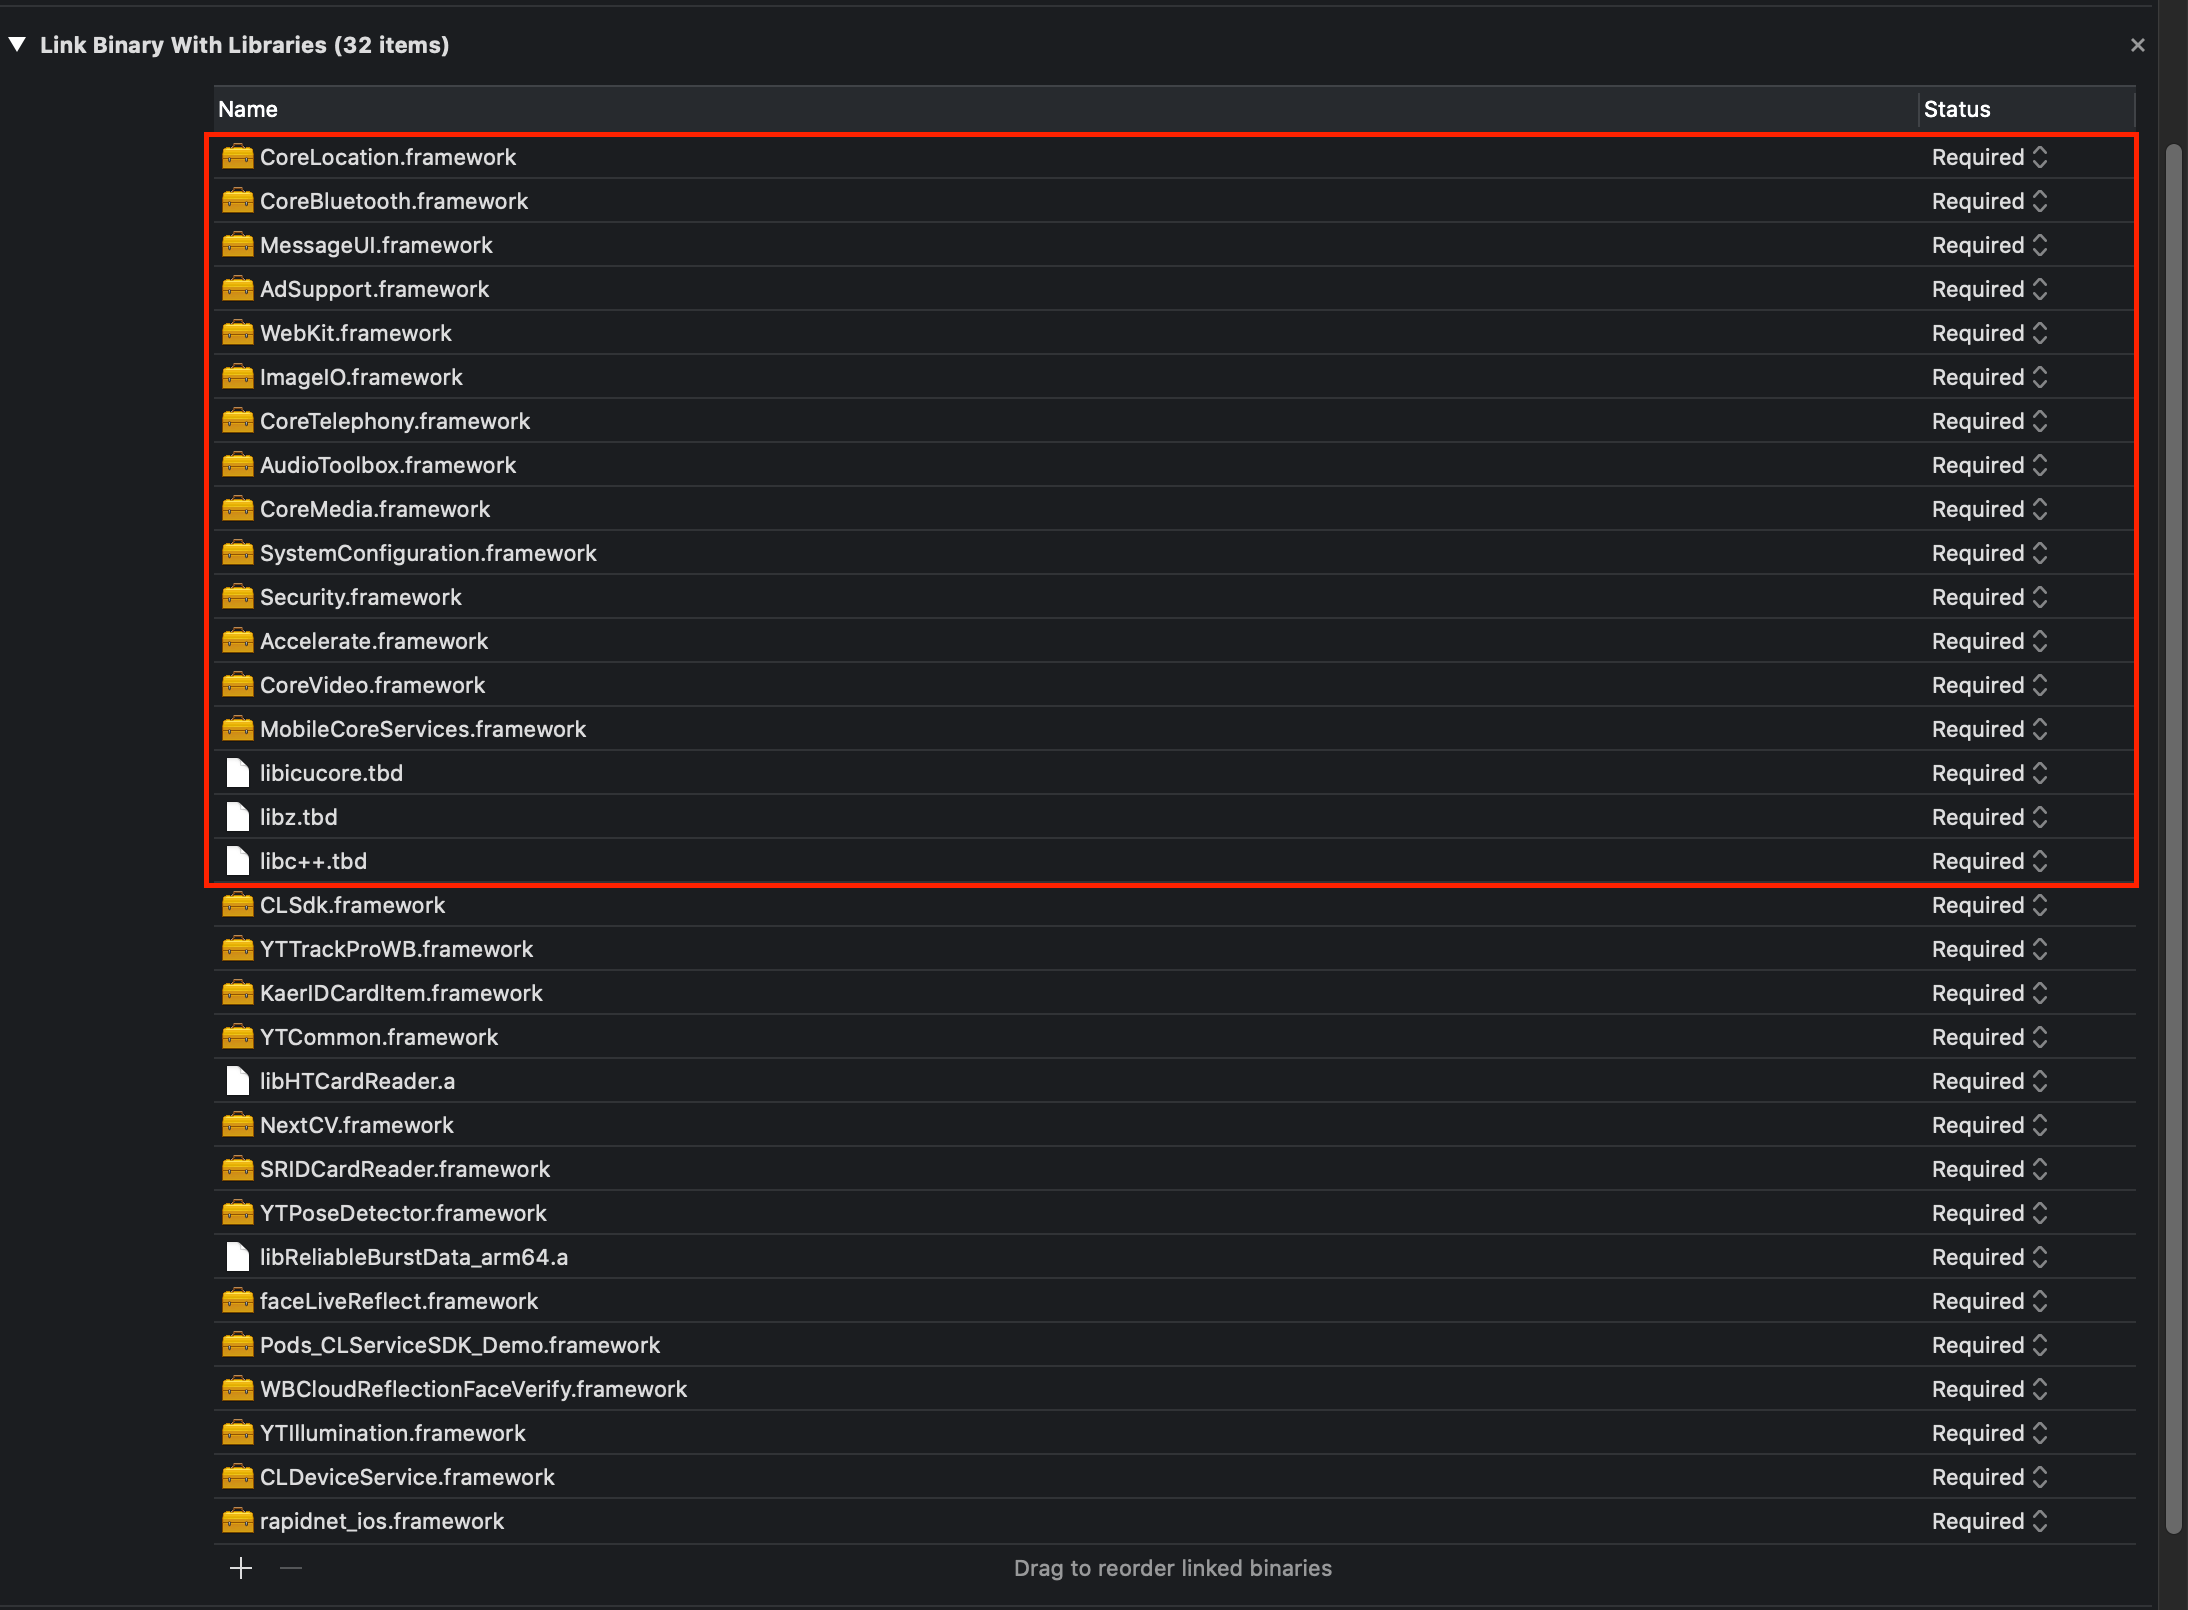 Link Binary With Libraries (32 items)
Name Status
CoreLocation.framework Required
CoreBluetooth.framework Required
MessageUI.framework Required
AdSupport.framework Required
WebKit.framework Required
ImageIO.framework Required
CoreTelephony.framework Required
AudioToolbox.framework Required
CoreMedia.framework Required
SystemConfiguration.framework Required
Security.framework Required
Accelerate.framework Required
CoreVideo.framework Required
MobileCoreServices.framework Required
libicucore.tbd Required
libz.tbd Required
libc++.tbd Required
CLSdk.framework Required
YTTrackProWB.framework Required
KaerIDCardItem.framework Required
YTCommon.framework Required
libHTCardReader.a Required
NextCV.framework Required
SRIDCardReader.framework Required
YTPoseDetector.framework Required
libReliableBurstData_arm64.a Required
faceLiveReflect.framework Required
Pods_CLServiceSDK_Demo.framework Required
WBCloudReflectionFaceVerify.framework Required
YTIllumination.framework Required
CLDeviceService.framework Required
rapidnet_ios.framework Required
Drag to reorder linked binaries